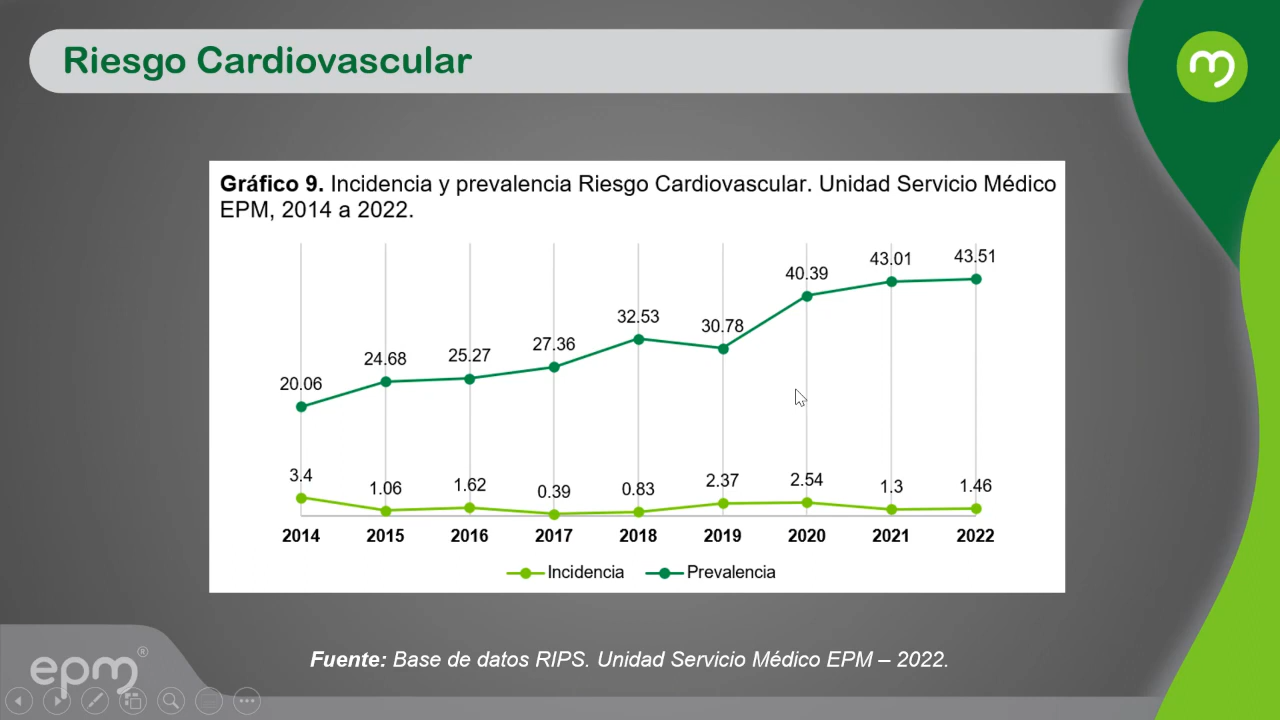 Riesgo Cardiovascular
Gráfico 9. Incidencia y prevalencia Riesgo Cardiovascular. Unidad Servicio Médico
EPM, 2014 a 2022.
20.06 24.68 25.27 27.36 32.53 30.78 40.39 43.01 43.51
3.4 1.06 1.62 0.39 0.83 2.37 2.54 1.3 1.46
2014 2015 2016 2017 2018 2019 2020 2021 2022
Incidencia Prevalencia
Fuente: Base de datos RIPS. Unidad Servicio Médico EPM – 2022.
epm®